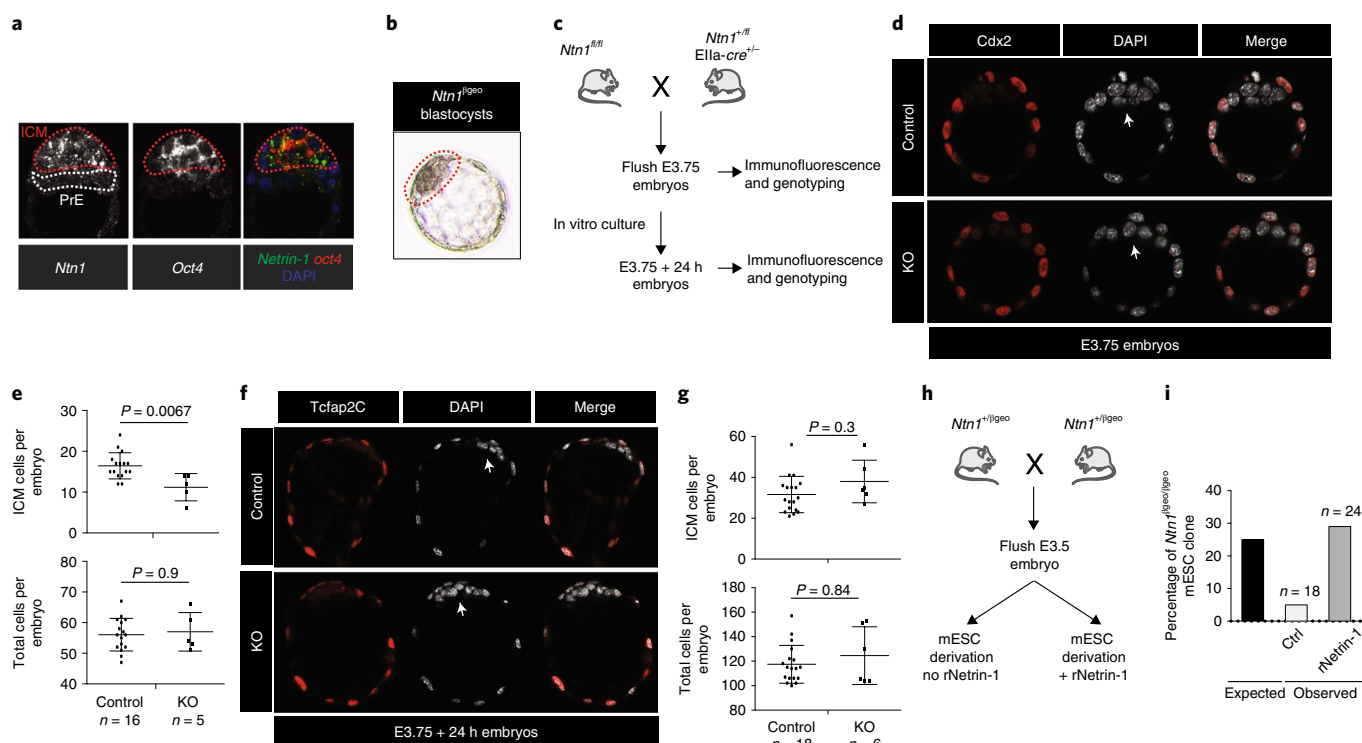 a
ICM
PrE
Ntn1
Oct4
Netrin-1 oct4
DAPI
b
Ntn1βgeo
blastocysts
c
Ntn1fl/fl
Ntn1+/fl
EIIa-cre+/–
X
Flush E3.75
embryos
Immunofluorescence
and genotyping
In vitro culture
E3.75 + 24 h
embryos
Immunofluorescence
and genotyping
d
Cdx2
DAPI
Merge
Control
KO
E3.75 embryos
e
P = 0.0067
ICM cells per
embryo
30
20
10
0
P = 0.9
Total cells per
embryo
80
70
60
50
40
Control
n = 16
KO
n = 5
f
Tcfap2C
DAPI
Merge
Control
KO
E3.75 + 24 h embryos
g
P = 0.3
ICM cells per
embryo
60
40
20
0
P = 0.84
Total cells per
embryo
180
160
140
120
100
80
Control
KO
n = 18
n = 6
h
Ntn1+/βgeo
Ntn1+/βgeo
X
Flush E3.5
embryo
mESC
derivation
no rNetrin-1
mESC
derivation
+ rNetrin-1
i
Percentage of Ntn1βgeo/βgeo
mESC clone
40
30
20
10
0
n = 18
n = 24
Ctrl
rNetrin-1
Expected
Observed